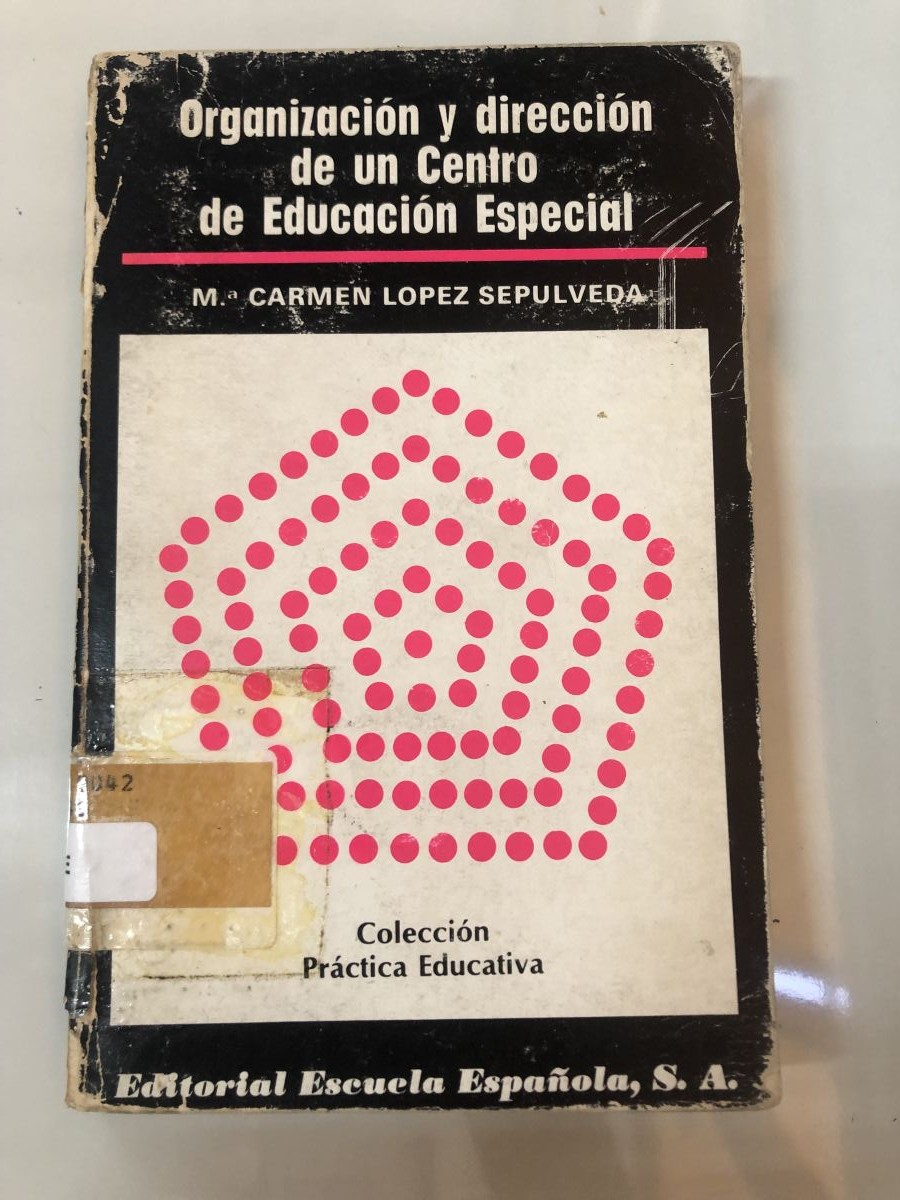 Organización y dirección
de un Centro
de Educación Especial
M.ª CARMEN LOPEZ SEPULVEDA
042
E
Colección
Práctica Educativa
Editorial Escuela Española, S. A.